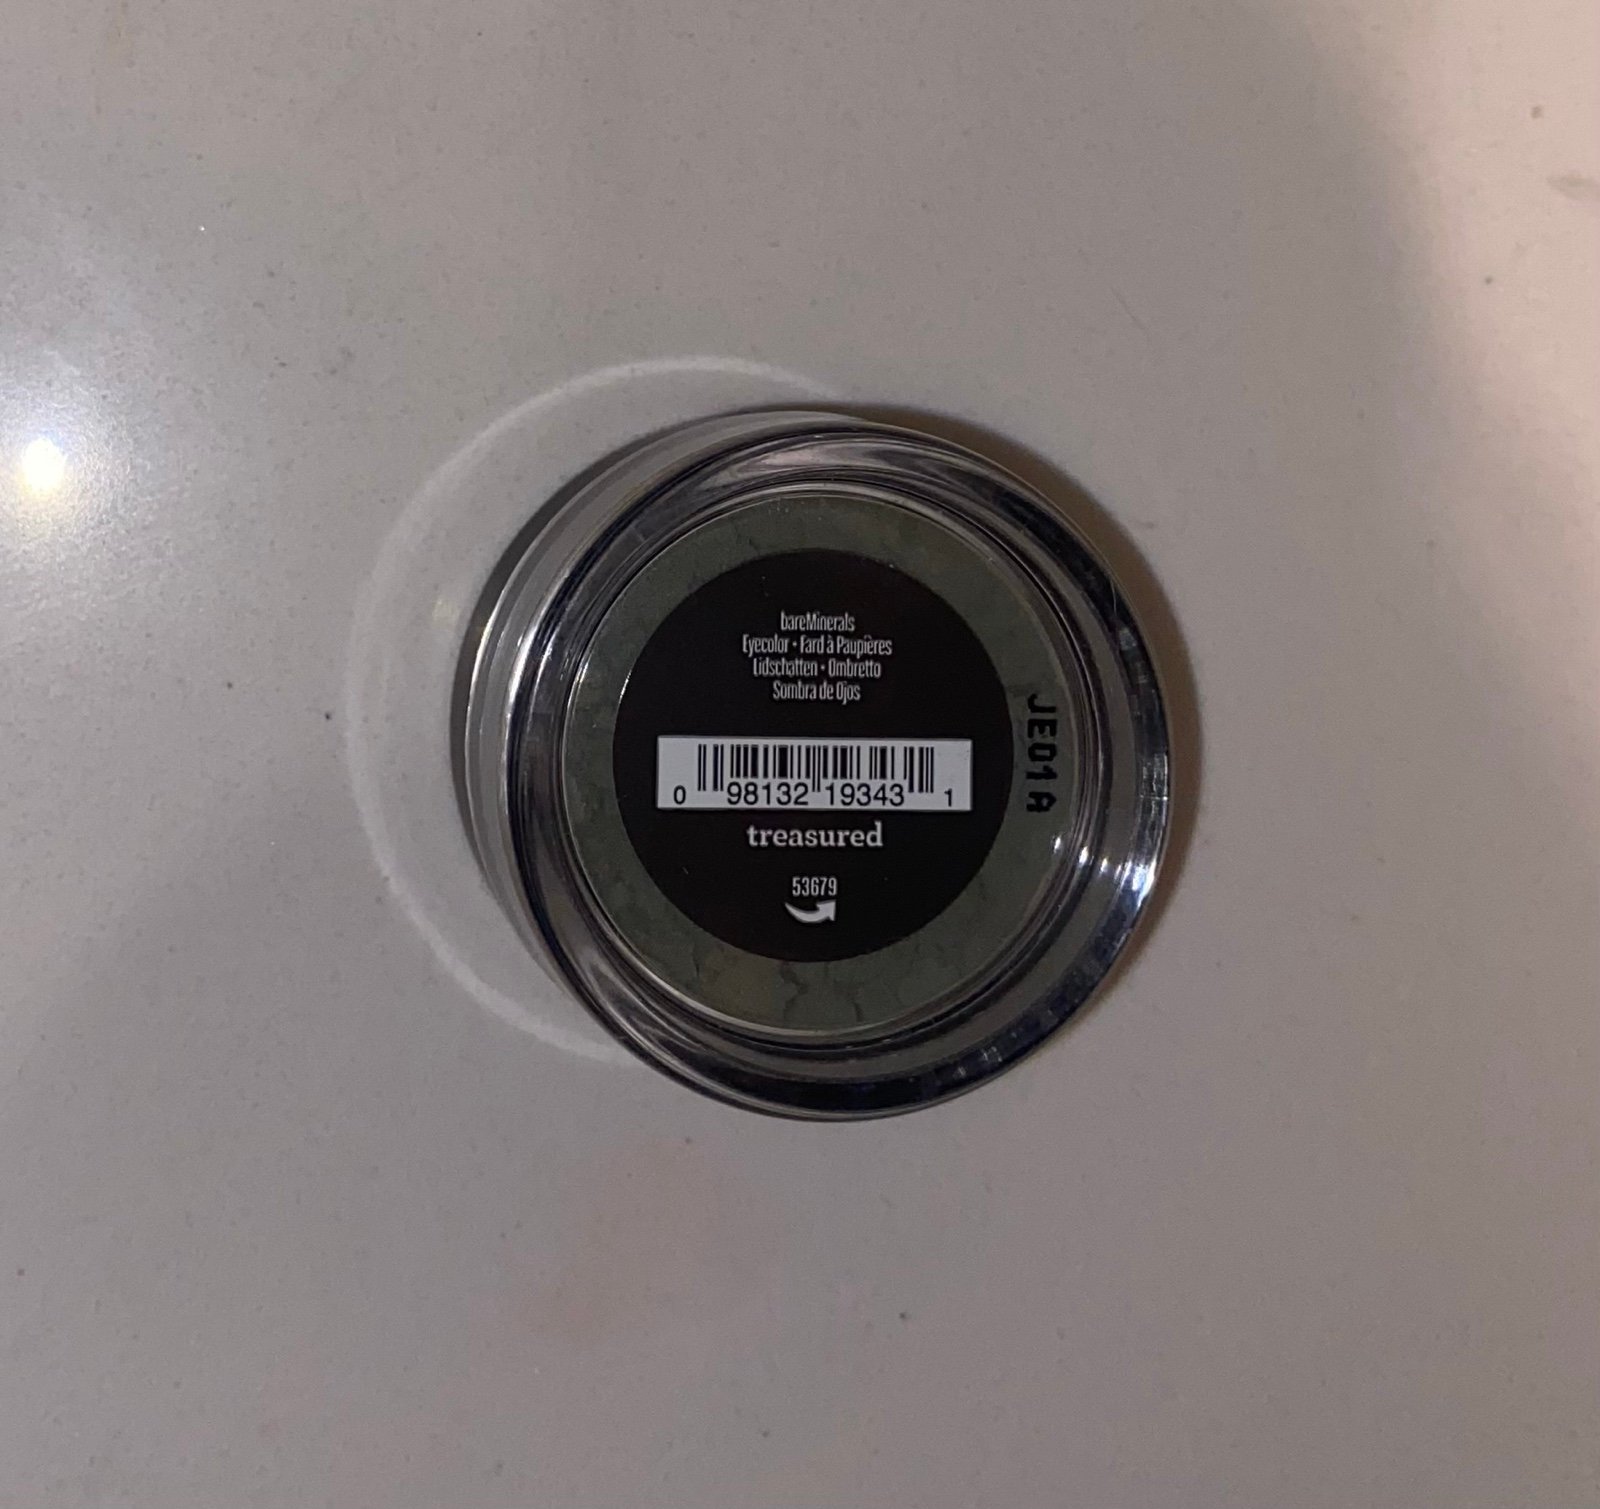 bareMinerals
Eyecolor • Fard à Paupières
Lidschatten • Ombretto
Sombra de Ojos
0 98132 19343 1
treasured
53679
JE01A